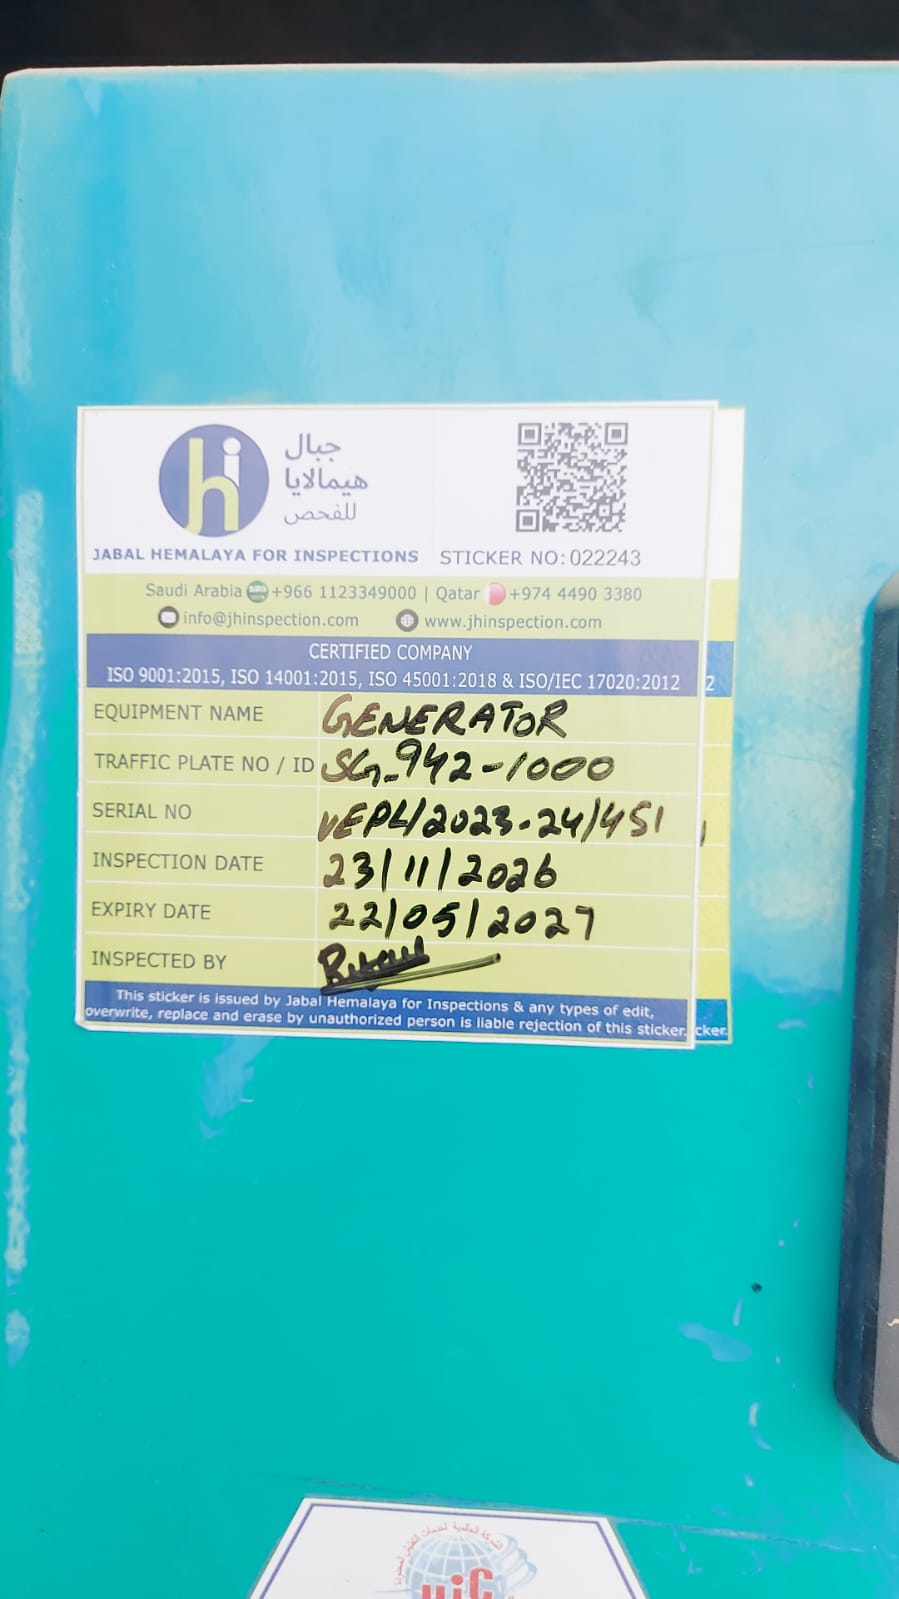 hi
جبال
هيمالايا
للفحص
JABAL HEMALAYA FOR INSPECTIONS
STICKER NO: 022243
Saudi Arabia +966 1123349000 | Qatar +974 4490 3380
info@jhinspection.com www.jhinspection.com
CERTIFIED COMPANY
ISO 9001:2015, ISO 14001:2015, ISO 45001:2018 & ISO/IEC 17020:2012
2
EQUIPMENT NAME GENERATOR
TRAFFIC PLATE NO / ID SG-942-1000
SERIAL NO VEPL/2023-24/451
INSPECTION DATE 23/11/2026
EXPIRY DATE 22/05/2027
INSPECTED BY
This sticker is issued by Jabal Hemalaya for Inspections & any types of edit,
overwrite, replace and erase by unauthorized person is liable rejection of this sticker.
cker.